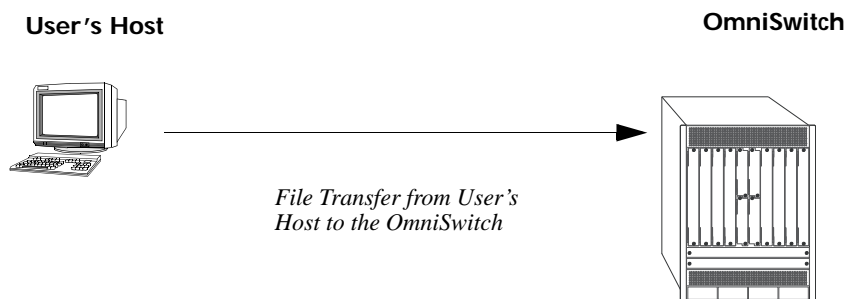 User's Host
OmniSwitch
File Transfer from User's
Host to the OmniSwitch